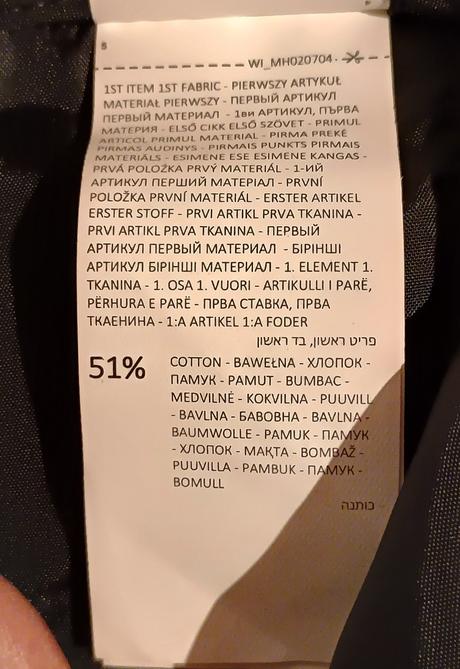 8
WI_MH020704
1ST ITEM 1ST FABRIC - PIERWSZY ARTYKUŁ
MATERIAŁ PIERWSZY - ПЕРВЫЙ АРТИКУЛ
ПЕРВЫЙ МАТЕРИАЛ - 1ви АРТИКУЛ, ПЪРВА
МАТЕРИЯ - ELSŐ CIKK ELSŐ SZÖVET - PRIMUL
ARTICOL PRIMUL MATERIAL - PIRMA PREKĖ
PIRMAS AUDINYS - PIRMAIS PUNKTS PIRMAIS
MATERIĀLS - ESIMENE ESE ESIMENE KANGAS -
PRVÁ POLOŽKA PRVÝ MATERIÁL - 1-ИЙ
АРТИКУЛ ПЕРШИЙ МАТЕРІАЛ - PRVNÍ
POLOŽKA PRVNÍ MATERIÁL - ERSTER ARTIKEL
ERSTER STOFF - PRVI ARTIKL PRVA TKANINA -
PRVI ARTIKL PRVA TKANINA - ПЕРВЫЙ
АРТИКУЛ ПЕРВЫЙ МАТЕРИАЛ - БІРІНШІ
АРТИКУЛ БІРІНШІ МАТЕРИАЛ - 1. ELEMENT 1.
TKANINA - 1. OSA 1. VUORI - ARTIKULLI I PARË,
PËRHURA E PARË - ПРВА СТАВКА, ПРВА
ТКАЕНИНА - 1:A ARTIKEL 1:A FODER
פריט ראשון, בד ראשון
51%
COTTON - BAWEŁNA - ХЛОПОК -
ПАМУК - PAMUT - BUMBAC -
MEDVILNĖ - KOKVILNA - PUUVILL
- BAVLNA - БАВОВНА - BAVLNA -
BAUMWOLLE - PAMUK - ПАМУК
- ХЛОПОК - МАҚТА - BOMBAŽ -
PUUVILLA - PAMBUK - ПАМУК -
BOMULL
כותנה